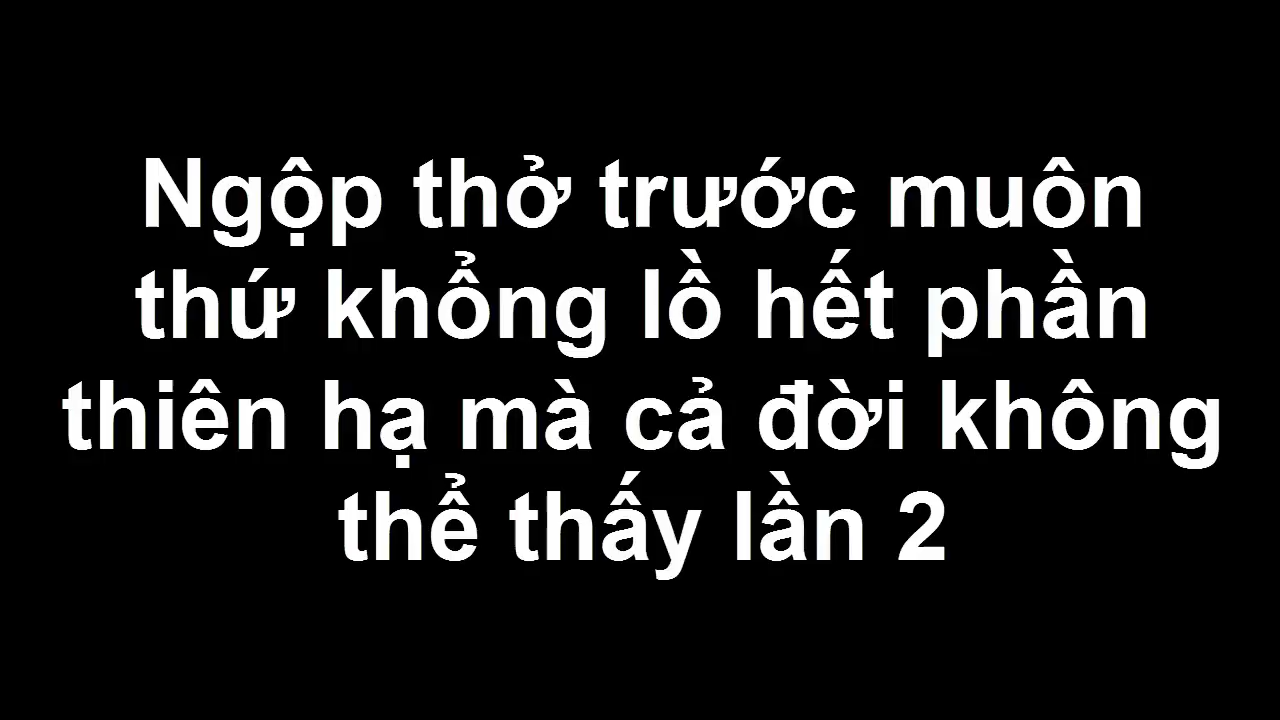 Ngộp thở trước muôn
thứ khổng lồ hết phần
thiên hạ mà cả đời không
thể thấy lần 2